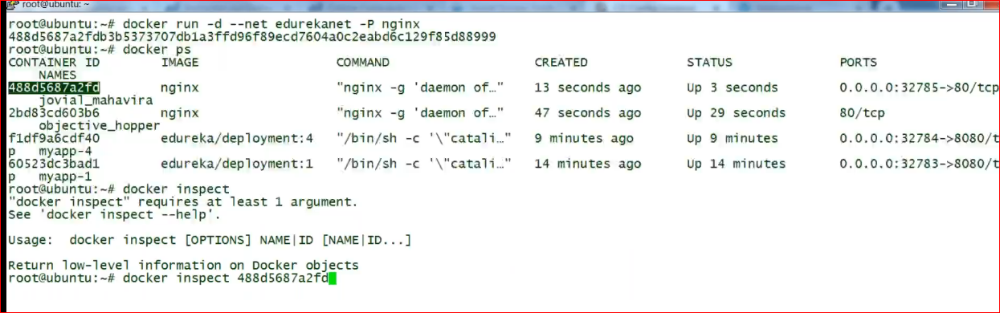 root@ubuntu: ~
root@ubuntu:~# docker run -d --net edurekanet -P nginx
488d5687a2fdb3b5373707db1a3ffd96f89ecd7604a0c2eabd6c129f85d88999
root@ubuntu:~# docker ps
CONTAINER ID        IMAGE                  COMMAND                  CREATED             STATUS              PORTS
    NAMES
488d5687a2fd        nginx                  "nginx -g 'daemon of…"   13 seconds ago      Up 3 seconds        0.0.0.0:32785->80/tcp
    jovial_mahavira
2bd83cd603b6        nginx                  "nginx -g 'daemon of…"   47 seconds ago      Up 29 seconds       80/tcp
    objective_hopper
f1df9a6cdf40        edureka/deployment:4   "/bin/sh -c '\"catali…"   9 minutes ago       Up 9 minutes        0.0.0.0:32784->8080/t
p   myapp-4
60523dc3bad1        edureka/deployment:1   "/bin/sh -c '\"catali…"   14 minutes ago      Up 14 minutes       0.0.0.0:32783->8080/t
p   myapp-1
root@ubuntu:~# docker inspect
"docker inspect" requires at least 1 argument.
See 'docker inspect --help'.
Usage:  docker inspect [OPTIONS] NAME|ID [NAME|ID...]
Return low-level information on Docker objects
root@ubuntu:~# docker inspect 488d5687a2fd